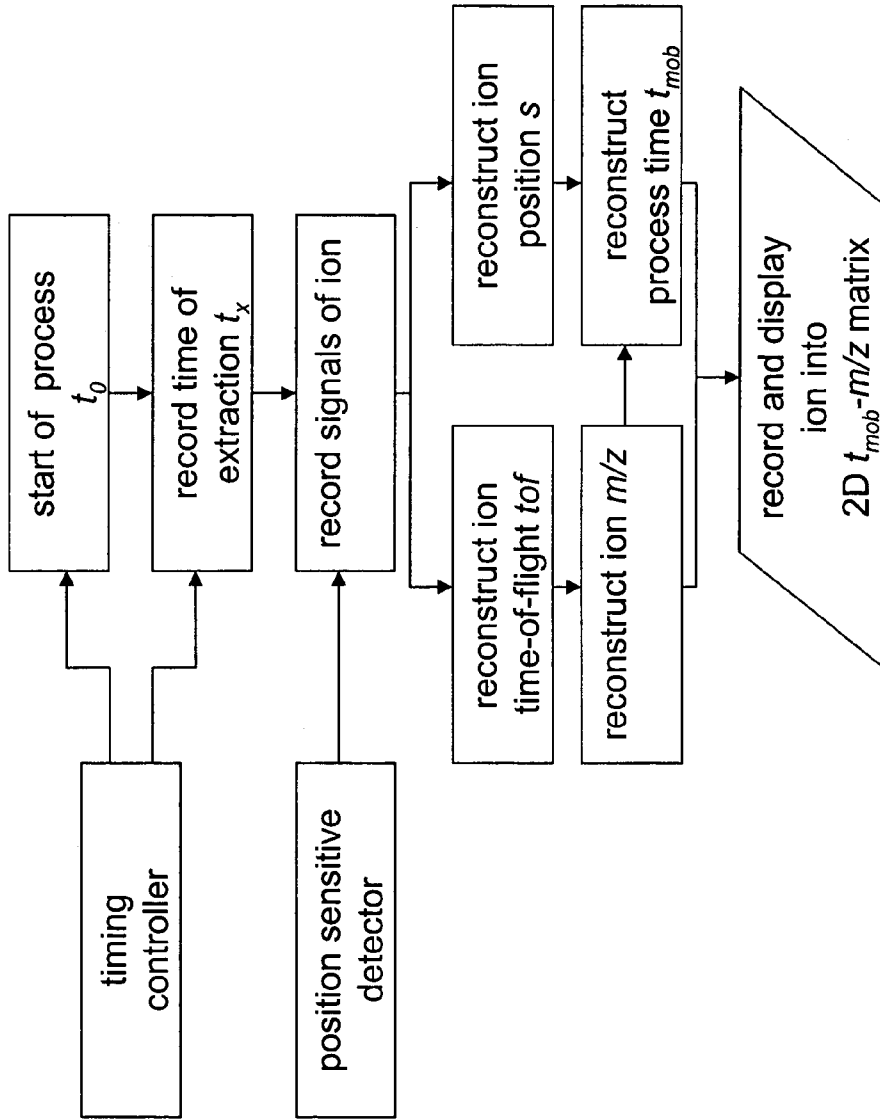 timing
controller
start of process
t0
record time of
extraction tx
position sensitive
detector
record signals of ion
reconstruct ion
time-of-flight tof
reconstruct ion
position s
reconstruct ion m/z
reconstruct
process time tmob
record and display
ion into
2D tmob-m/z matrix